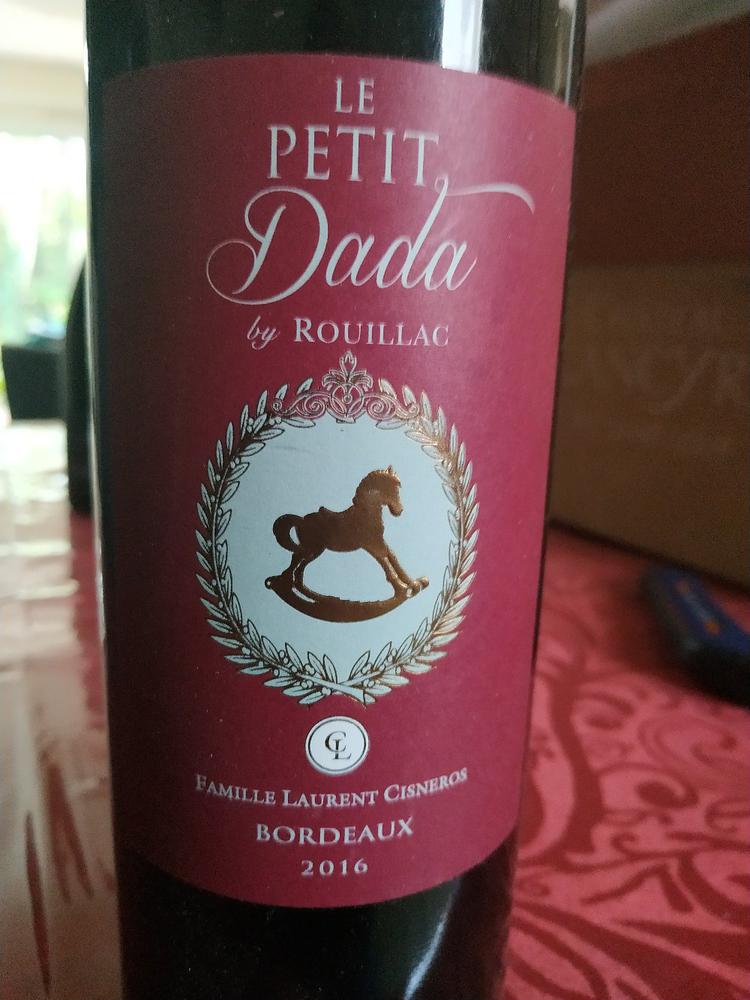 LE
PETIT
Dada
by ROUILLAC
CL
FAMILLE LAURENT CISNEROS
BORDEAUX
2016